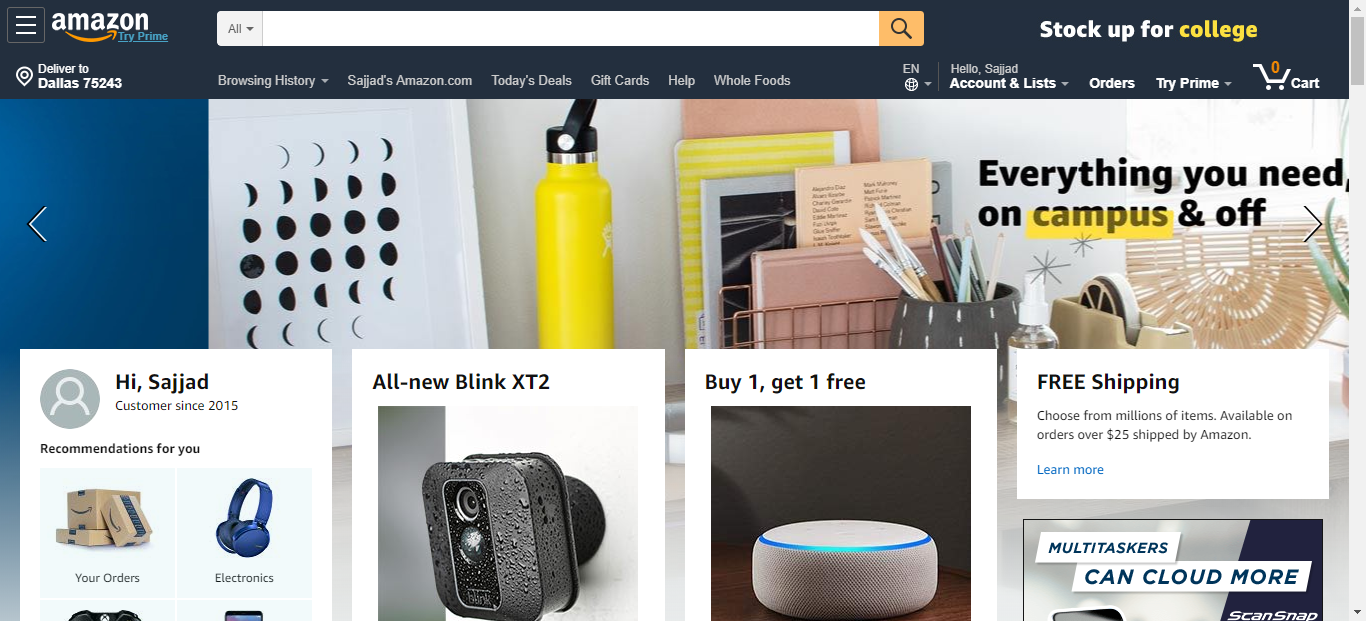 amazon
Try Prime
All
Stock up for college
Deliver to
Dallas 75243
Browsing History
Sajjad's Amazon.com
Today's Deals
Gift Cards
Help
Whole Foods
EN
Hello, Sajjad
Account & Lists
Orders
Try Prime
0
Cart
Everything you need,
on campus & off
Hi, Sajjad
Customer since 2015
Recommendations for you
Your Orders
Electronics
All-new Blink XT2
blink
Buy 1, get 1 free
FREE Shipping
Choose from millions of items. Available on
orders over $25 shipped by Amazon.
Learn more
MULTITASKERS
CAN CLOUD MORE
ScanSnap